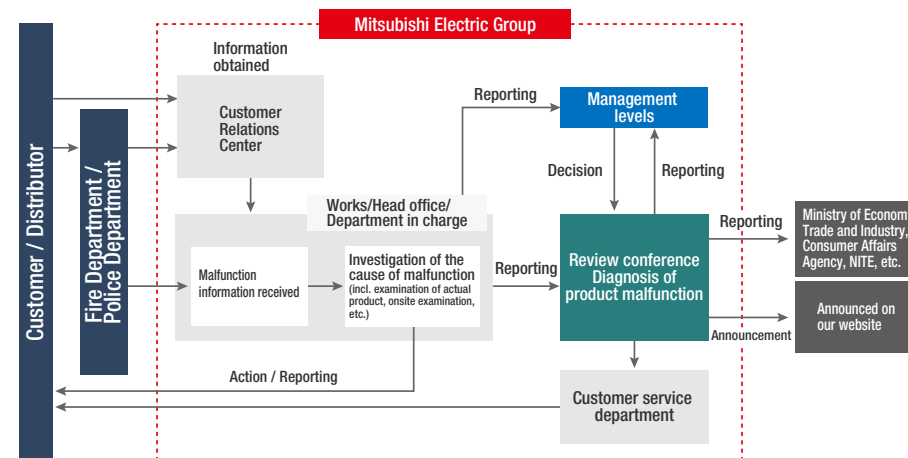 Mitsubishi Electric Group
Customer / Distributor
Fire Department /
Police Department
Information
obtained
Customer
Relations
Center
Reporting
Management
levels
Decision
Reporting
Works/Head office/
Department in charge
Malfunction
information received
Investigation of the
cause of malfunction
(incl. examination of actual
product, onsite examination,
etc.)
Reporting
Review conference
Diagnosis of
product malfunction
Reporting
Ministry of Econom
Trade and Industry,
Consumer Affairs
Agency, NITE, etc.
Announcement
Announced on
our website
Action / Reporting
Customer service
department